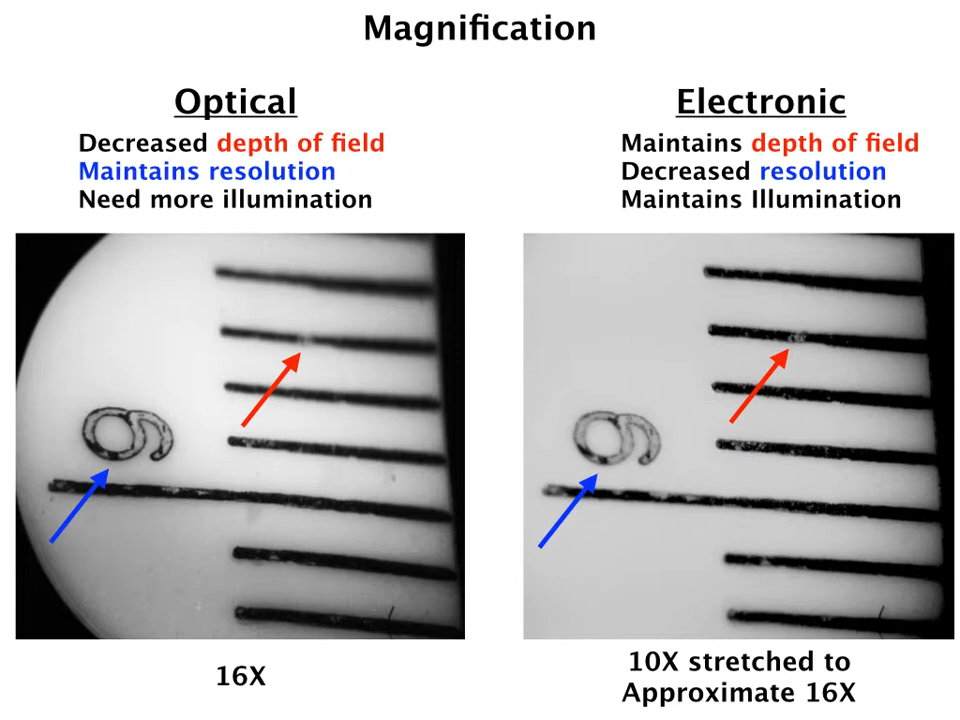 Magnification
Optical
Decreased depth of field
Maintains resolution
Need more illumination
Electronic
Maintains depth of field
Decreased resolution
Maintains Illumination
9
9
16X
10X stretched to
Approximate 16X